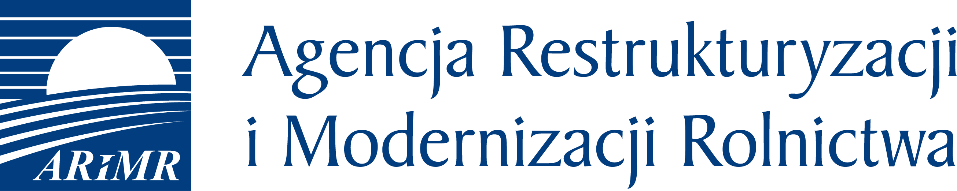 Agencja Restrukturyzacji
i Modernizacji Rolnictwa
ARiMR